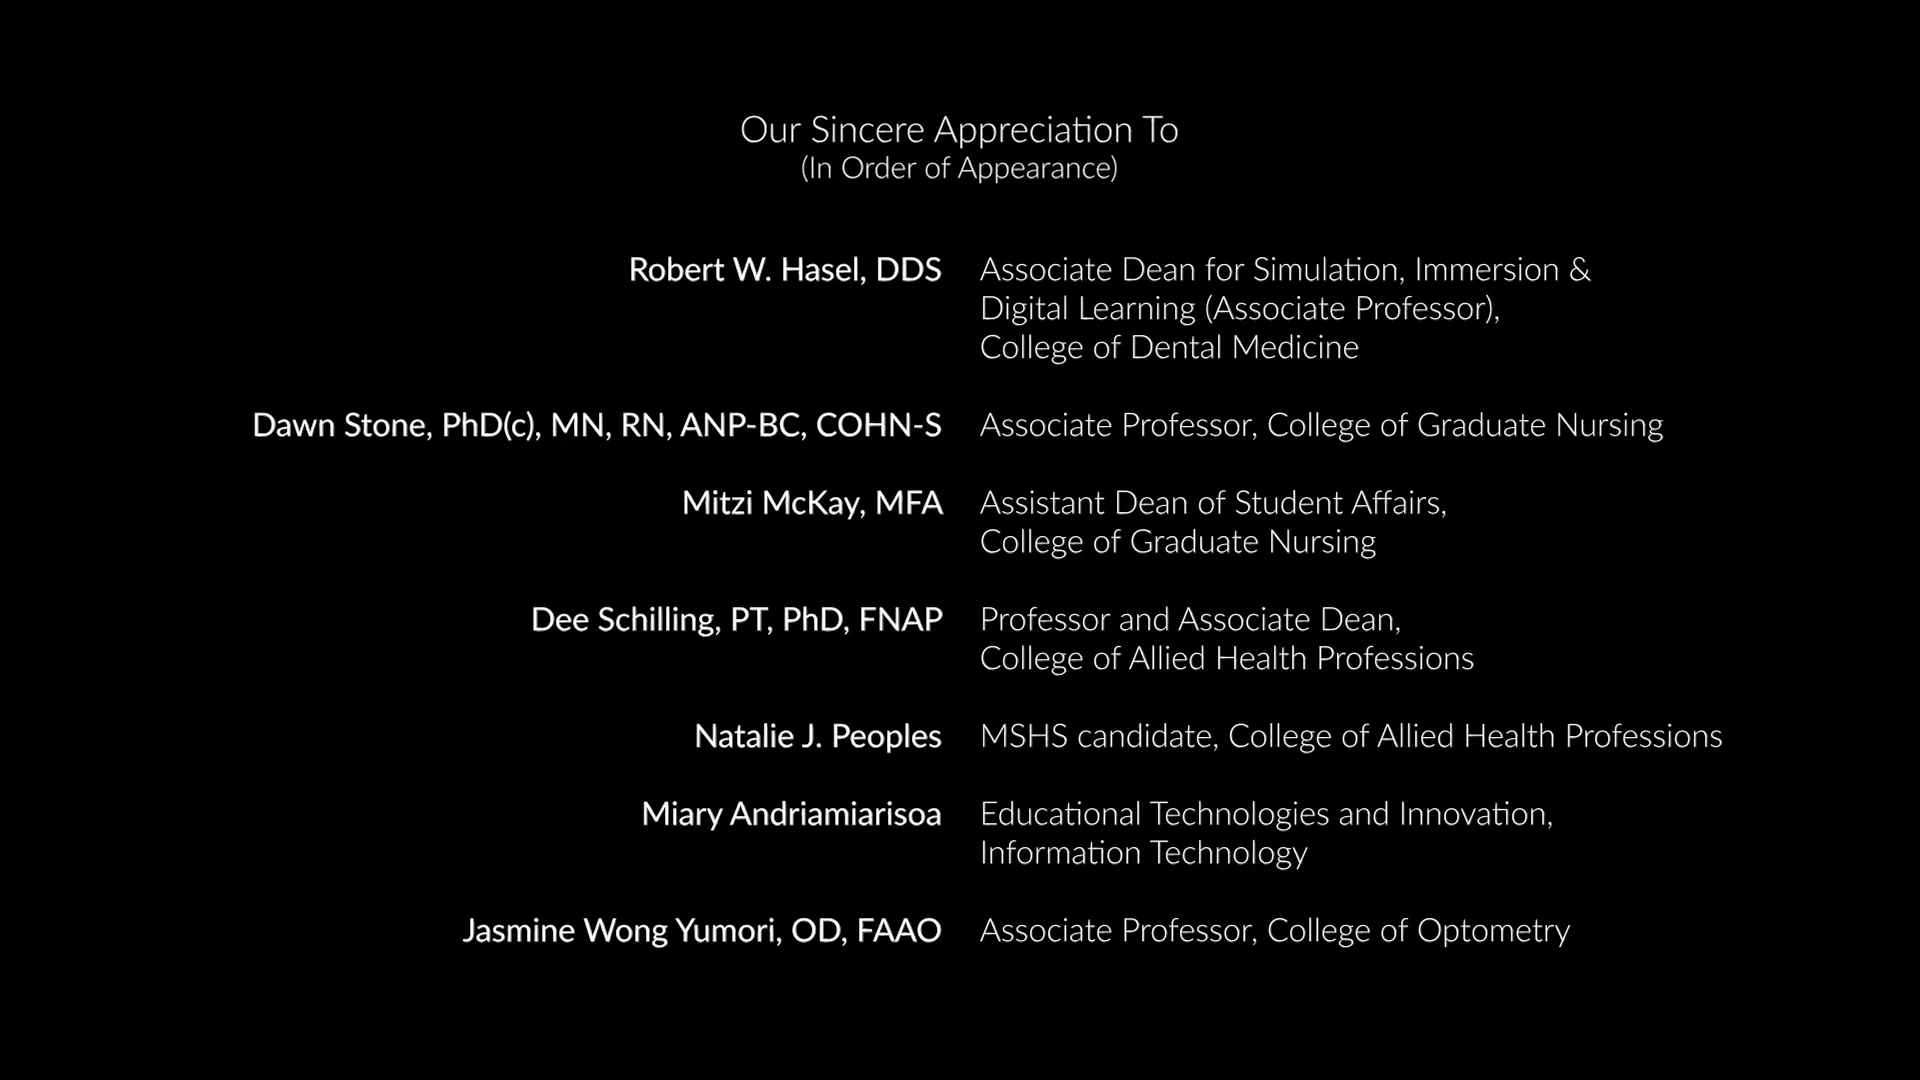 Our Sincere Appreciation To
(In Order of Appearance)
Robert W. Hasel, DDS Associate Dean for Simulation, Immersion &
Digital Learning (Associate Professor),
College of Dental Medicine
Dawn Stone, PhD(c), MN, RN, ANP-BC, COHN-S Associate Professor, College of Graduate Nursing
Mitzi McKay, MFA Assistant Dean of Student Affairs,
College of Graduate Nursing
Dee Schilling, PT, PhD, FNAP Professor and Associate Dean,
College of Allied Health Professions
Natalie J. Peoples MSHS candidate, College of Allied Health Professions
Miary Andriamiarisoa Educational Technologies and Innovation,
Information Technology
Jasmine Wong Yumori, OD, FAAO Associate Professor, College of Optometry